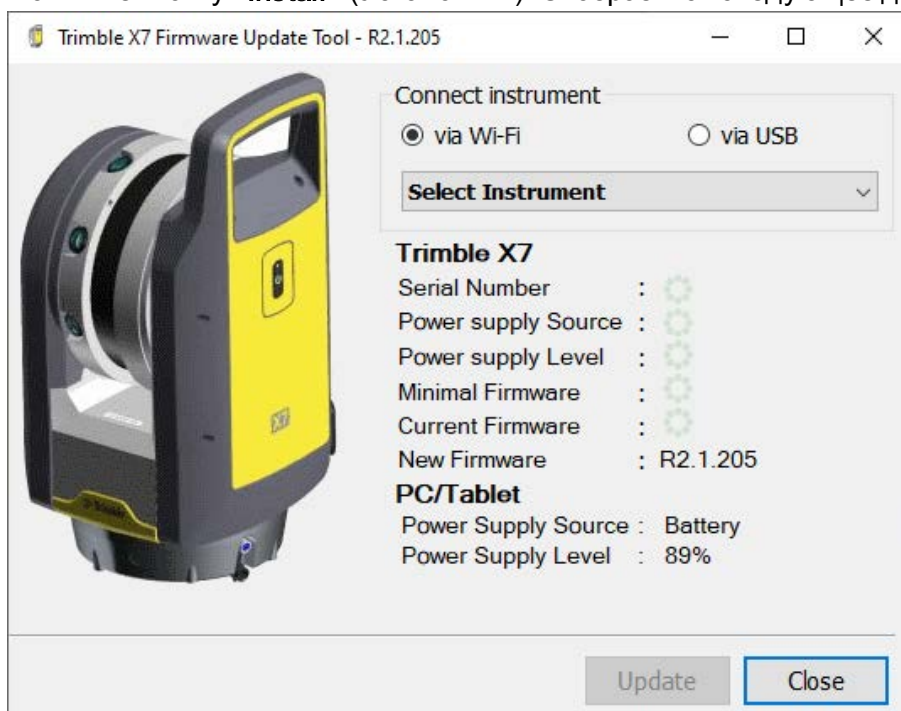 Trimble X7 Firmware Update Tool - R2.1.205
Connect instrument
via Wi-Fi
via USB
Select Instrument
Trimble X7
Serial Number :
Power supply Source :
Power supply Level :
Minimal Firmware :
Current Firmware :
New Firmware : R2.1.205
PC/Tablet
Power Supply Source : Battery
Power Supply Level : 89%
X7
Update
Close